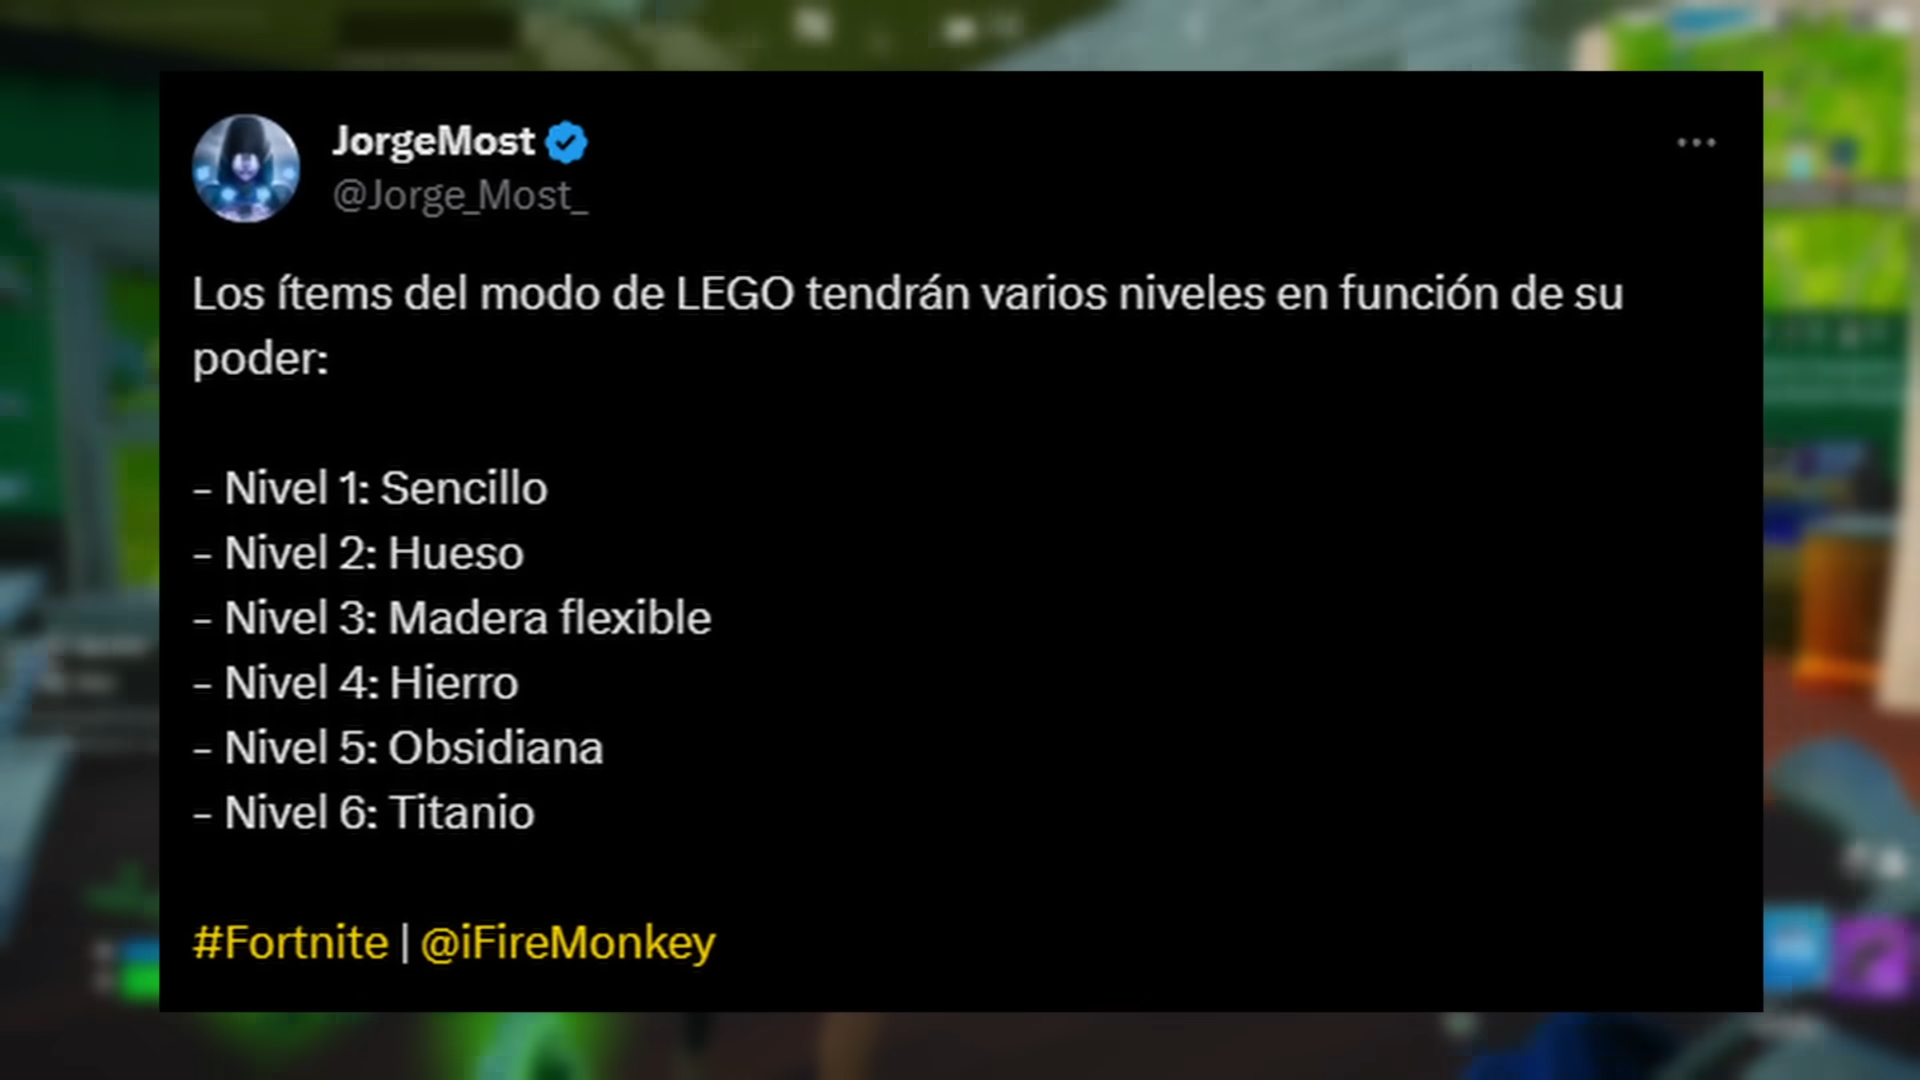 JorgeMost
@Jorge_Most_
Los ítems del modo de LEGO tendrán varios niveles en función de su
poder:
- Nivel 1: Sencillo
- Nivel 2: Hueso
- Nivel 3: Madera flexible
- Nivel 4: Hierro
- Nivel 5: Obsidiana
- Nivel 6: Titanio
#Fortnite | @iFireMonkey